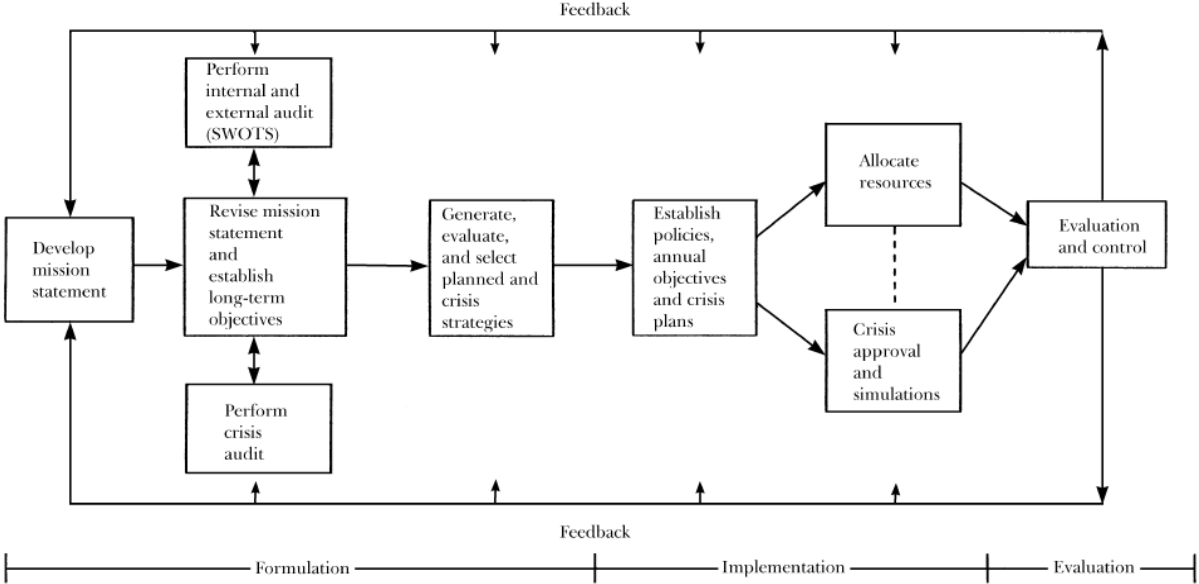 Feedback
Perform
internal and
external audit
(SWOTS)
Develop
mission
statement
Revise mission
statement
and
establish
long-term
objectives
Perform
crisis
audit
Generate,
evaluate,
and select
planned and
crisis
strategies
Establish
policies,
annual
objectives
and crisis
plans
Allocate
resources
Crisis
approval
and
simulations
Evaluation
and control
Feedback
Formulation
Implementation
Evaluation